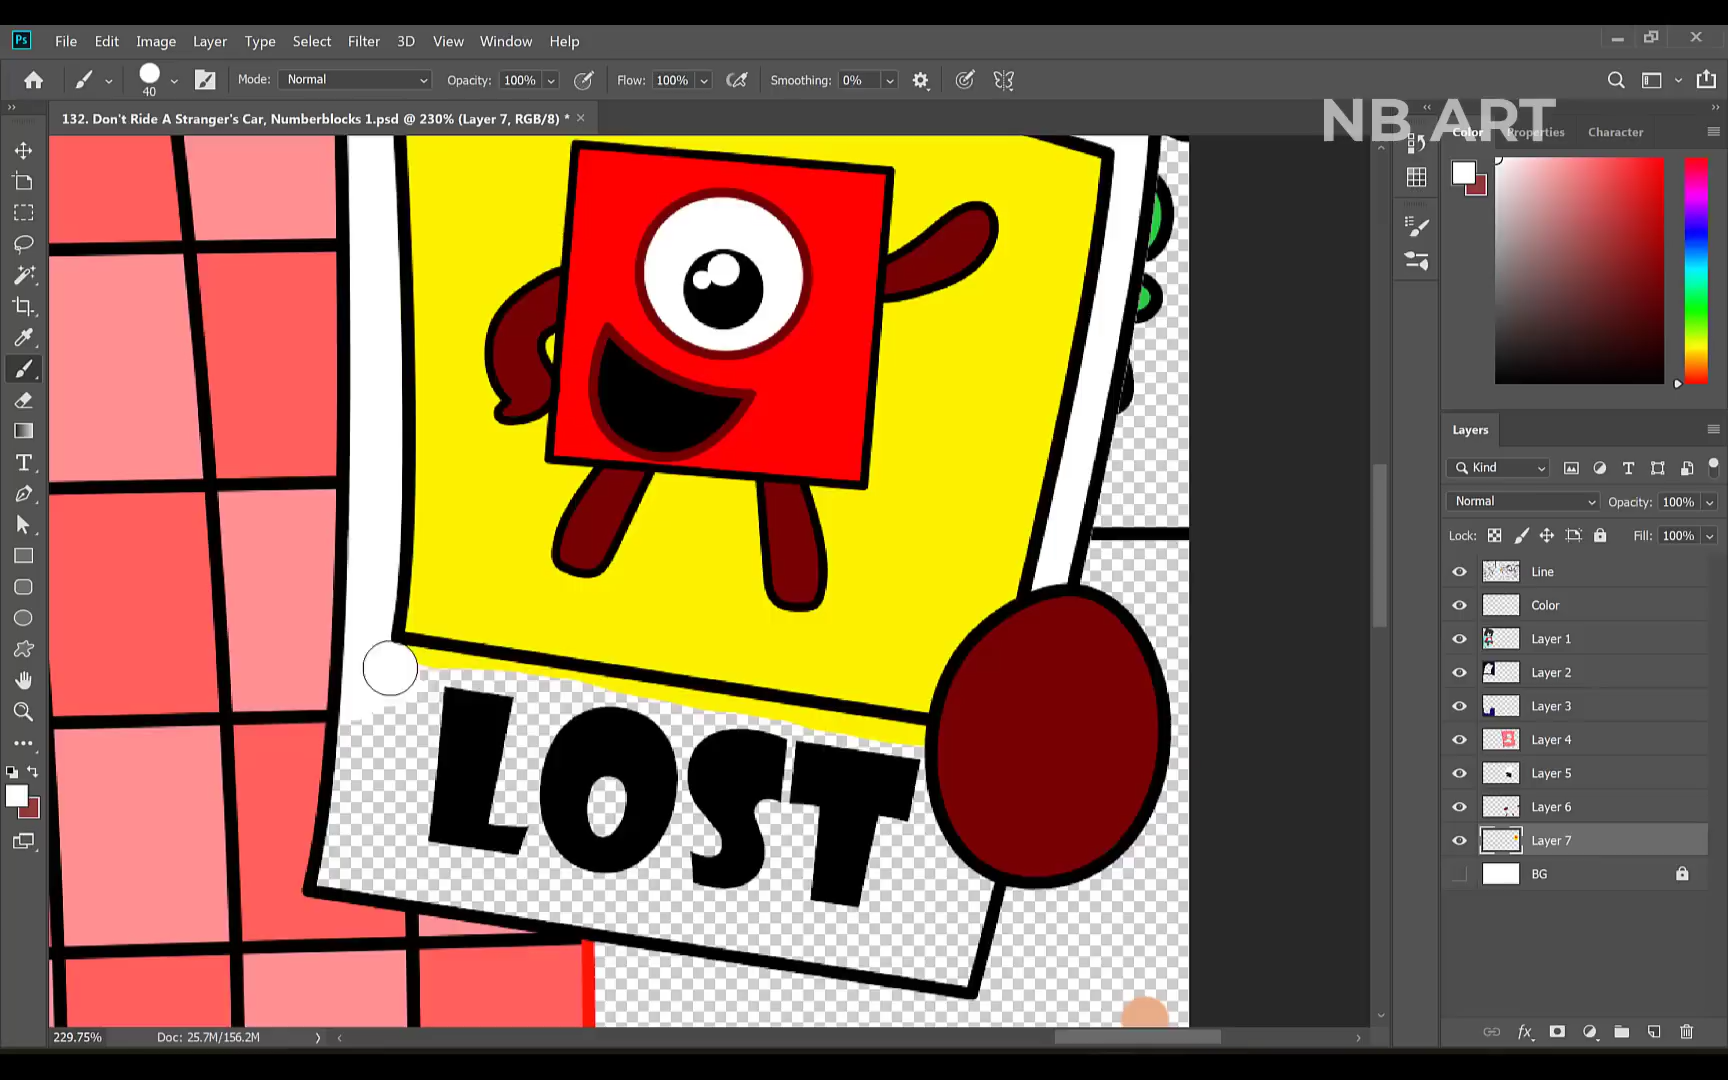 Ps File Edit Image Layer Type Select Filter 3D View Window Help
40 Mode: Normal Opacity: 100% Flow: 100% Smoothing: 0%
132. Don't Ride A Stranger's Car, Numberblocks 1.psd @ 230% (Layer 7, RGB/8) *
NB ART
Color Properties Character
Layers
Kind
Normal Opacity: 100%
Lock: Fill: 100%
Line
Color
Layer 1
Layer 2
Layer 3
Layer 4
Layer 5
Layer 6
Layer 7
BG
LOST
229.75% Doc: 25.7M/156.2M